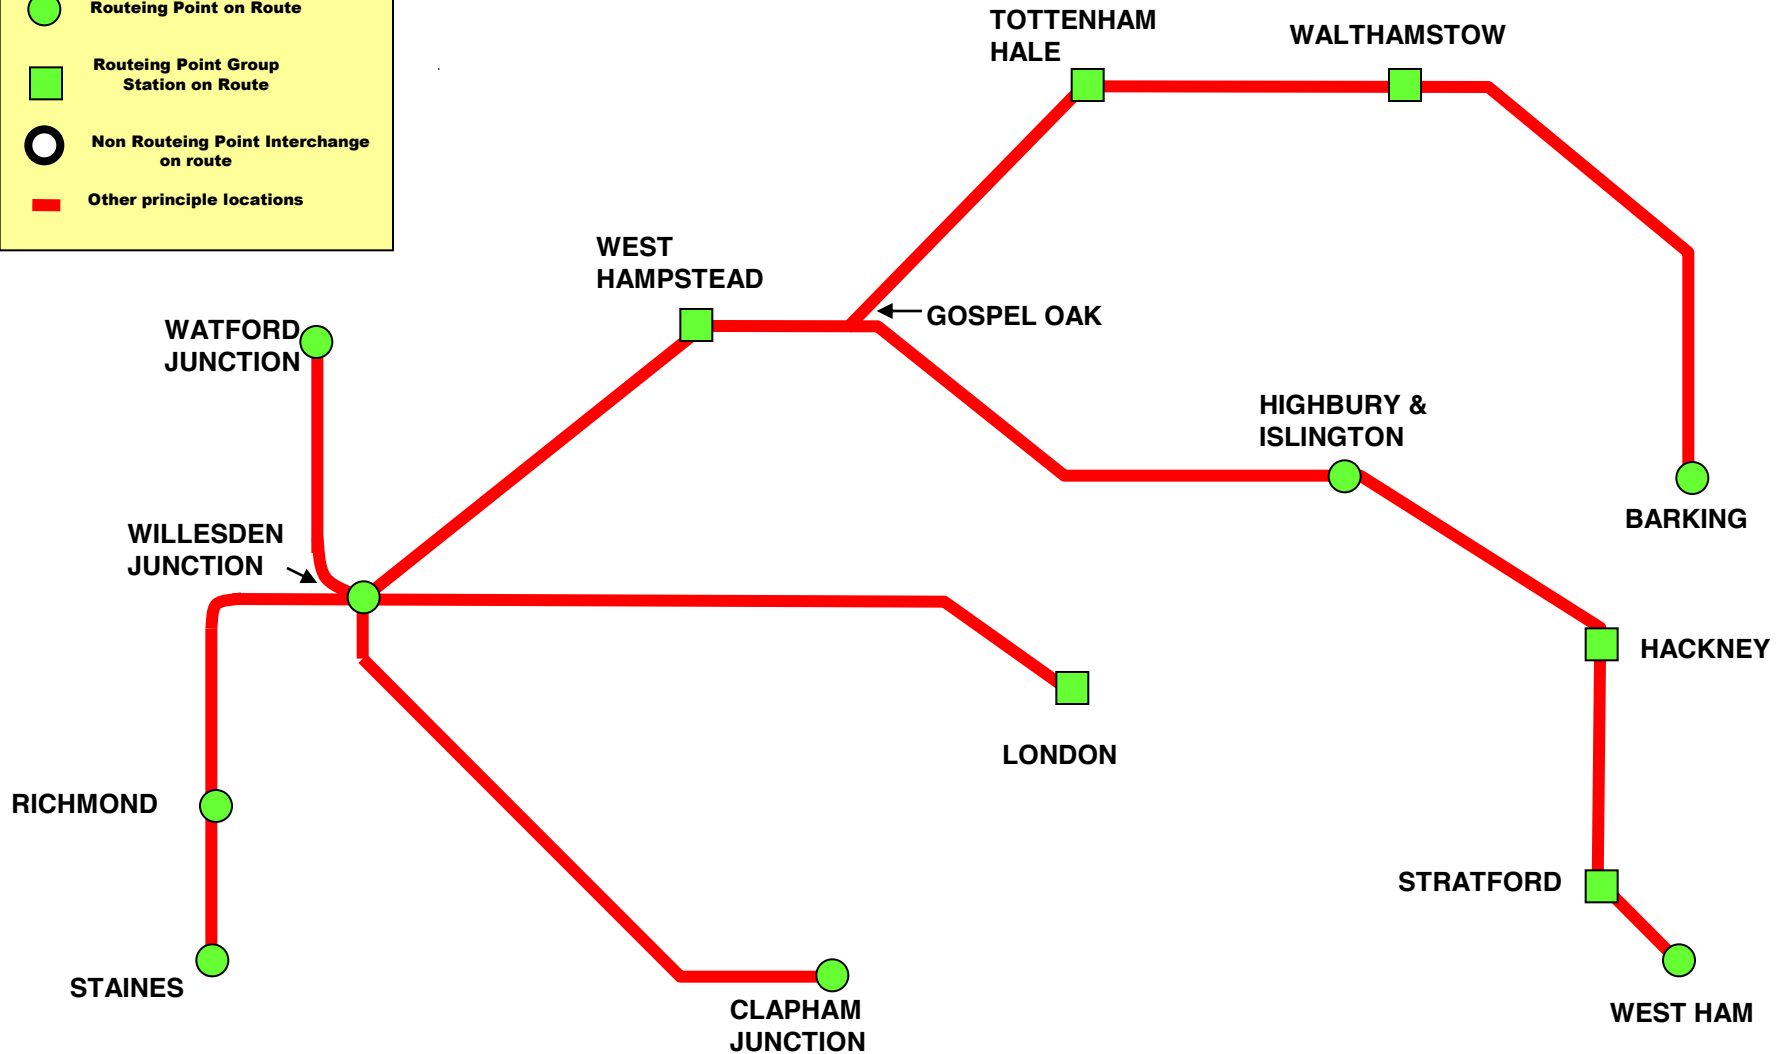 Routeing Point on Route
Routeing Point Group
Station on Route
Non Routeing Point Interchange
on route
Other principle locations
TOTTENHAM
HALE
WALTHAMSTOW
WEST
HAMPSTEAD
GOSPEL OAK
WATFORD
JUNCTION
HIGHBURY &
ISLINGTON
BARKING
WILLESDEN
JUNCTION
HACKNEY
LONDON
RICHMOND
STRATFORD
STAINES
CLAPHAM
JUNCTION
WEST HAM